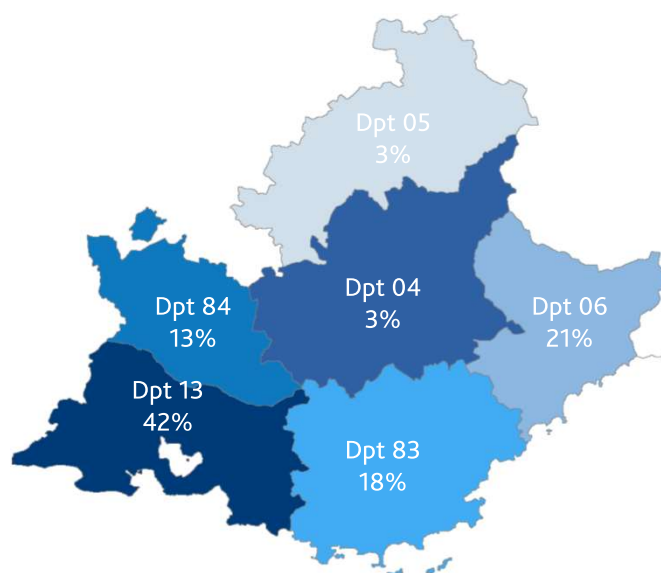 Dpt 05
3%
Dpt 04
3%
Dpt 06
21%
Dpt 84
13%
Dpt 13
42%
Dpt 83
18%